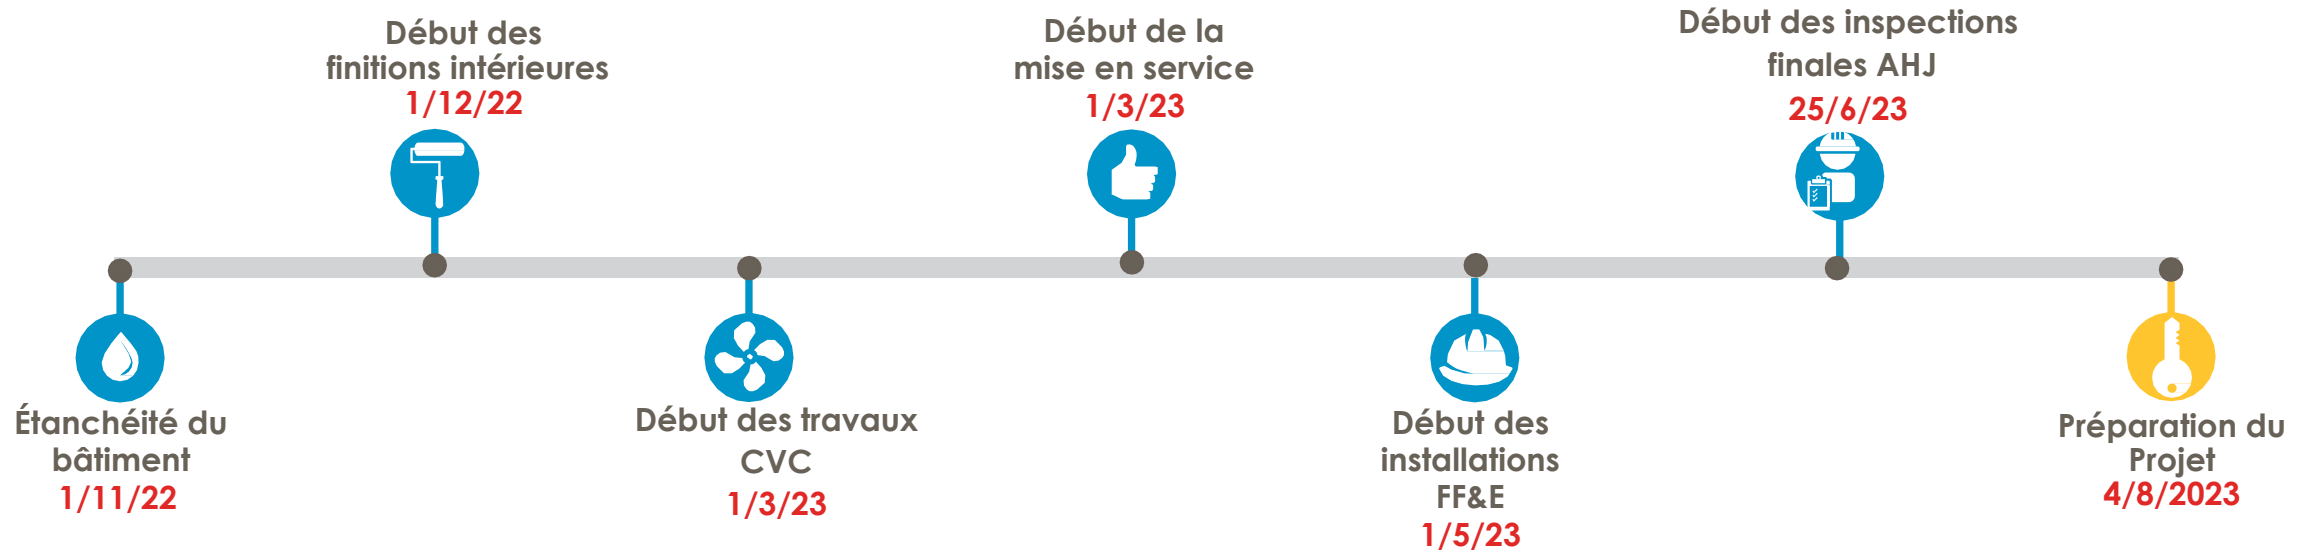 Étanchéité du
bâtiment
1/11/22
Début des
finitions intérieures
1/12/22
Début des travaux
CVC
1/3/23
Début de la
mise en service
1/3/23
Début des
installations
FF&E
1/5/23
Début des inspections
finales AHJ
25/6/23
Préparation du
Projet
4/8/2023